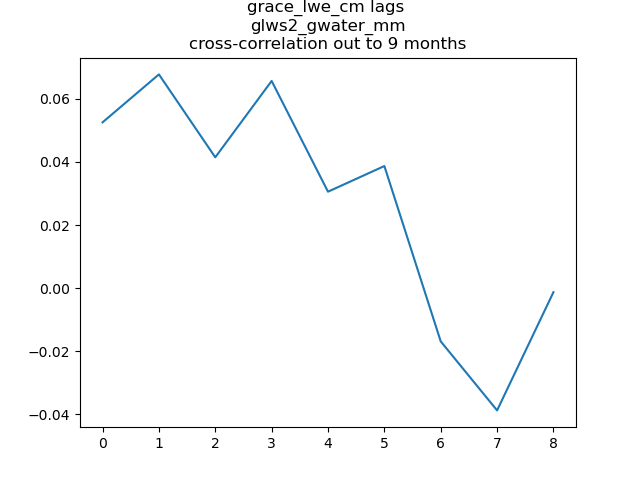 grace_lwe_cm lags
glws2_gwater_mm
cross-correlation out to 9 months
0.06
0.04
0.02
0.00
−0.02
−0.04
0 1 2 3 4 5 6 7 8